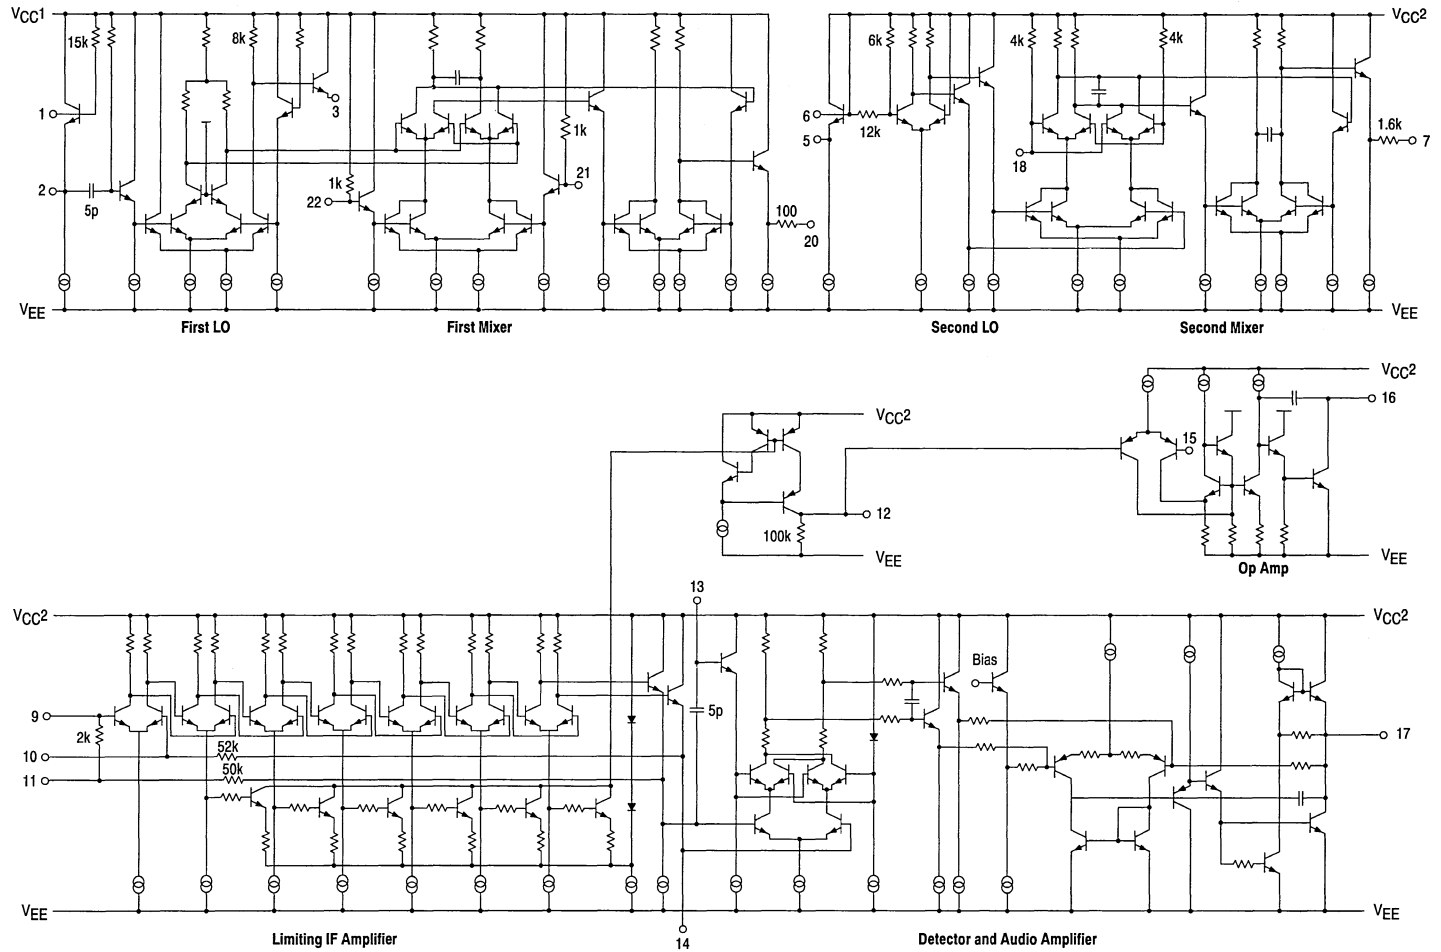 VCC1
VCC2
15k
8k
6k
4k
4k
1
3
6
12k
1k
1.6k
7
5
18
2
5p
1k
22
21
100
20
VEE
VEE
First LO
First Mixer
Second LO
Second Mixer
VCC2
16
VCC2
15
12
100k
VEE
VEE
Op Amp
13
VCC2
VCC2
Bias
9
5p
2k
17
10
52k
11
50k
VEE
VEE
Limiting IF Amplifier
14
Detector and Audio Amplifier